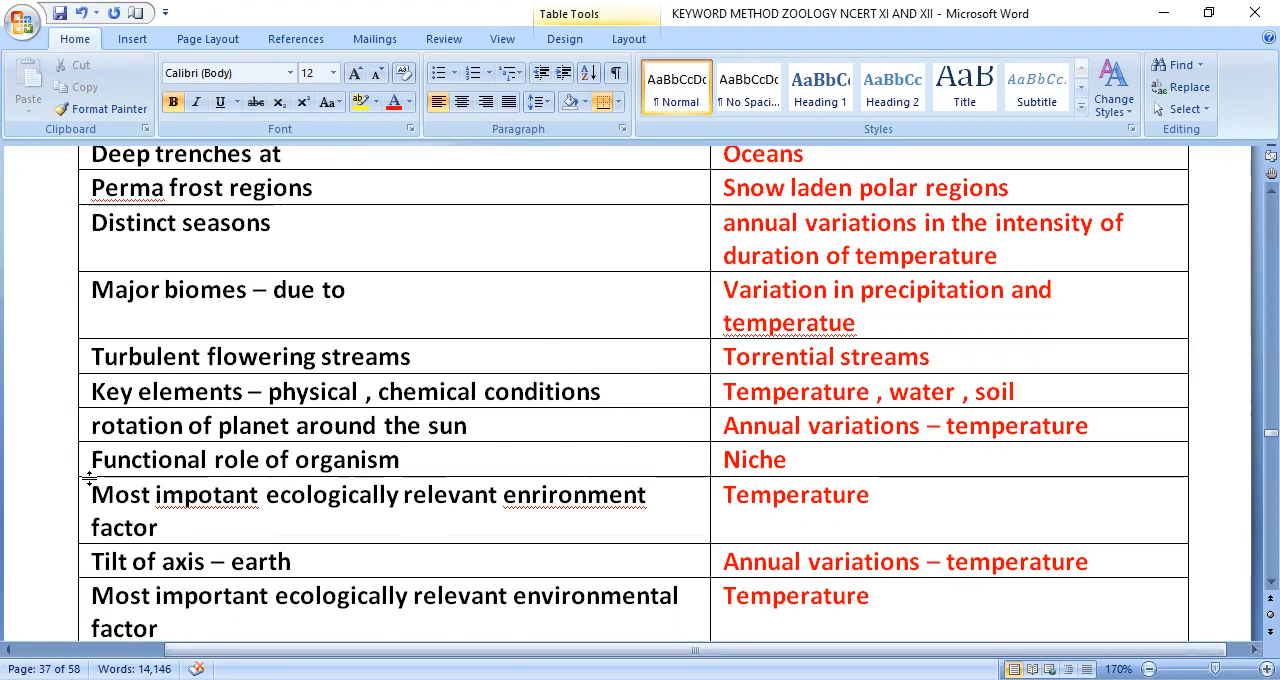 Table Tools
KEYWORD METHOD ZOOLOGY NCERT XI AND XII - Microsoft Word
Home Insert Page Layout References Mailings Review View Design Layout
Cut
Copy
Paste
Format Painter
Clipboard
Calibri (Body) 12
Font
Paragraph
AaBbCcDc AaBbCcDc AaBbC AaBbCc AaB AaBbCc.
¶ Normal ¶ No Spaci... Heading 1 Heading 2 Title Subtitle
Change
Styles
Styles
Find
Replace
Select
Editing
Deep trenches at Oceans
Perma frost regions Snow laden polar regions
Distinct seasons annual variations in the intensity of
duration of temperature
Major biomes – due to Variation in precipitation and
temperatue
Turbulent flowering streams Torrential streams
Key elements – physical , chemical conditions Temperature , water , soil
rotation of planet around the sun Annual variations – temperature
Functional role of organism Niche
Most impotant ecologically relevant enrironment Temperature
factor
Tilt of axis – earth Annual variations – temperature
Most important ecologically relevant environmental Temperature
factor
Page: 37 of 58 Words: 14,146 170%